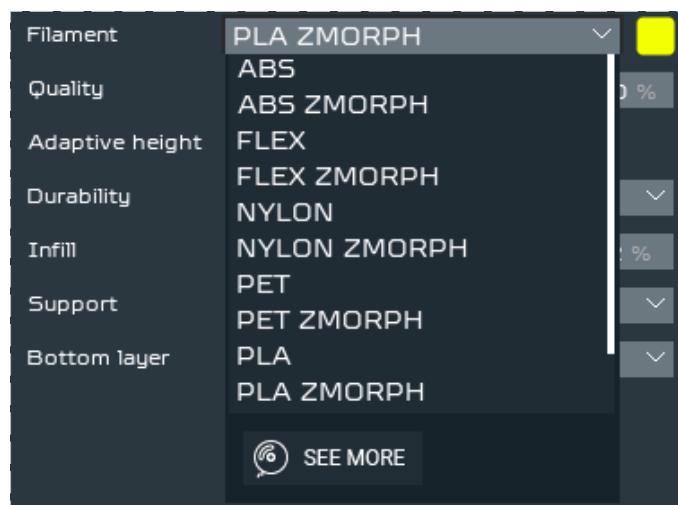 Filament PLA ZMORPH
ABS
Quality %
ABS ZMORPH
Adaptive height FLEX
FLEX ZMORPH
Durability
NYLON
Infill NYLON ZMORPH %
PET
Support
PET ZMORPH
Bottom layer PLA
PLA ZMORPH
SEE MORE